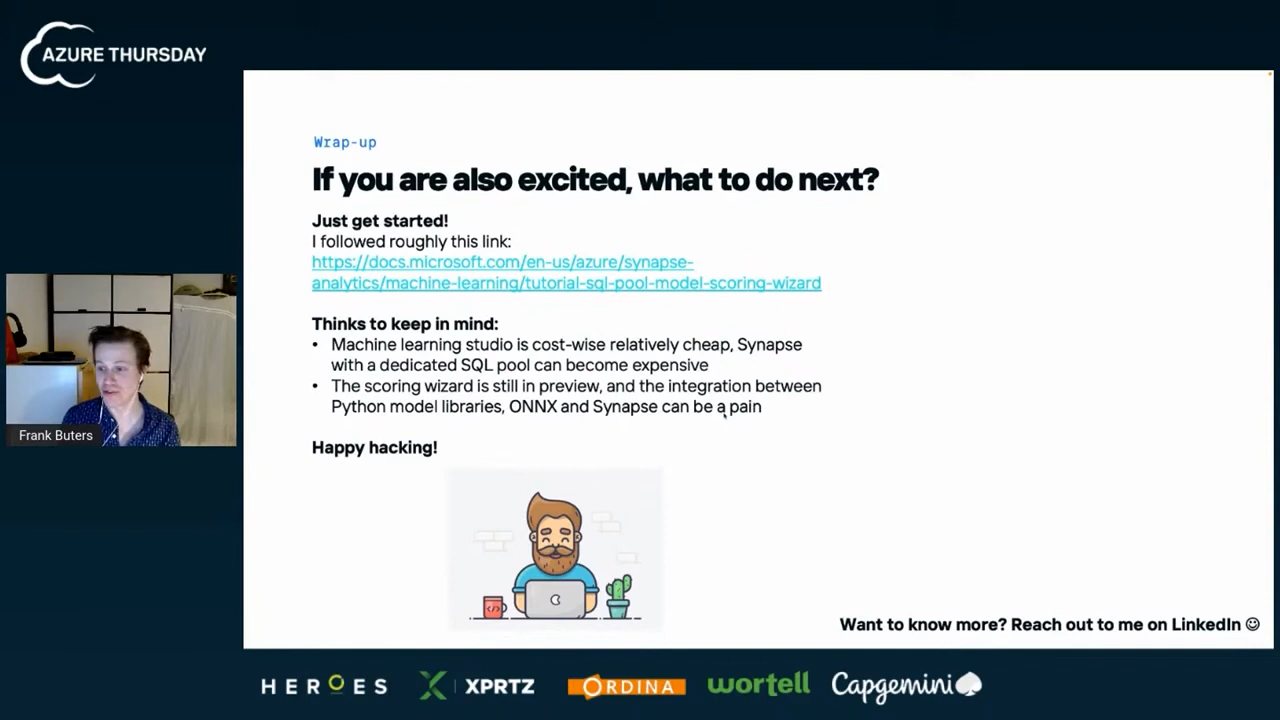 AZURE THURSDAY
Wrap-up
If you are also excited, what to do next?
Just get started!
I followed roughly this link:
https://docs.microsoft.com/en-us/azure/synapse-
analytics/machine-learning/tutorial-sql-pool-model-scoring-wizard
Thinks to keep in mind:
• Machine learning studio is cost-wise relatively cheap, Synapse
with a dedicated SQL pool can become expensive
• The scoring wizard is still in preview, and the integration between
Python model libraries, ONNX and Synapse can be a pain
Happy hacking!
</>
Want to know more? Reach out to me on LinkedIn ☺
Frank Buters
HEROES
XPRTZ
ORDINA
wortell
Capgemini